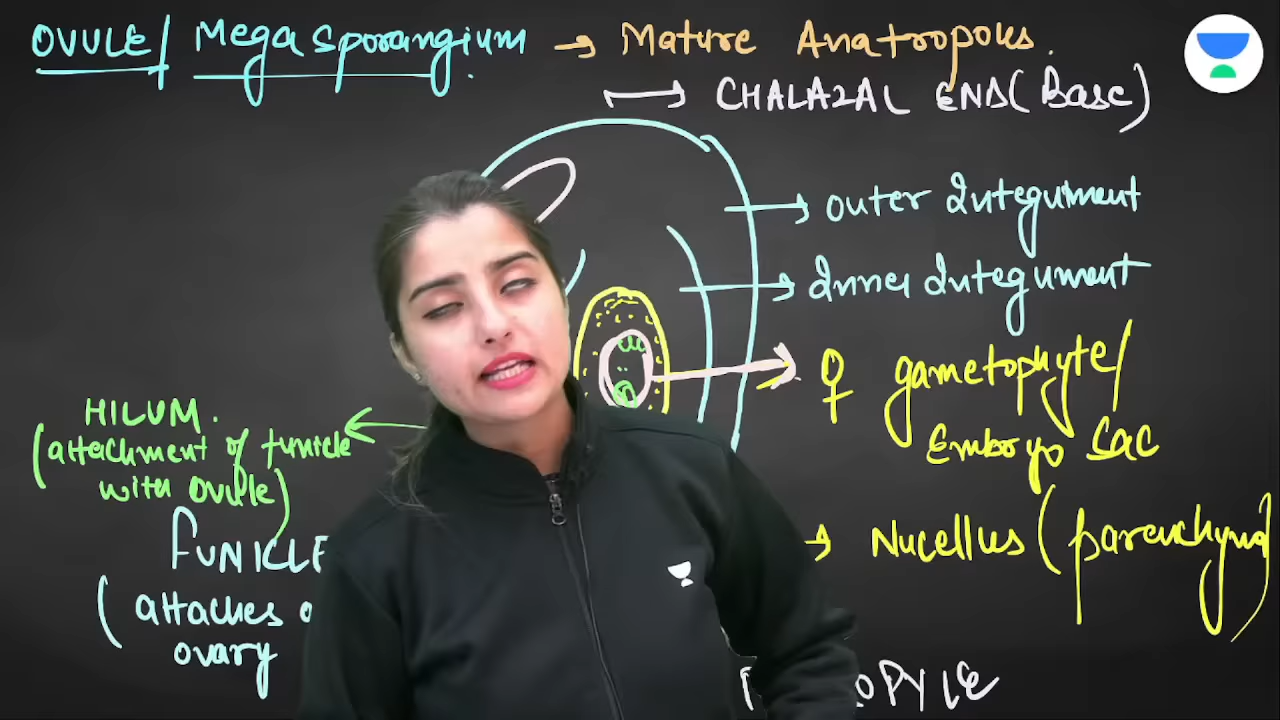 OVULE/ MegaSporangium → Mature Anatropous.
CHALAZAL END (Base)
Outer Integument
Inner Integument
♀ gametophyte/
Embryo Sac
HILUM.
(attachment of funicle
with ovule)
FUNICLE
(attaches
ovary
Nucellus (parenchyma)